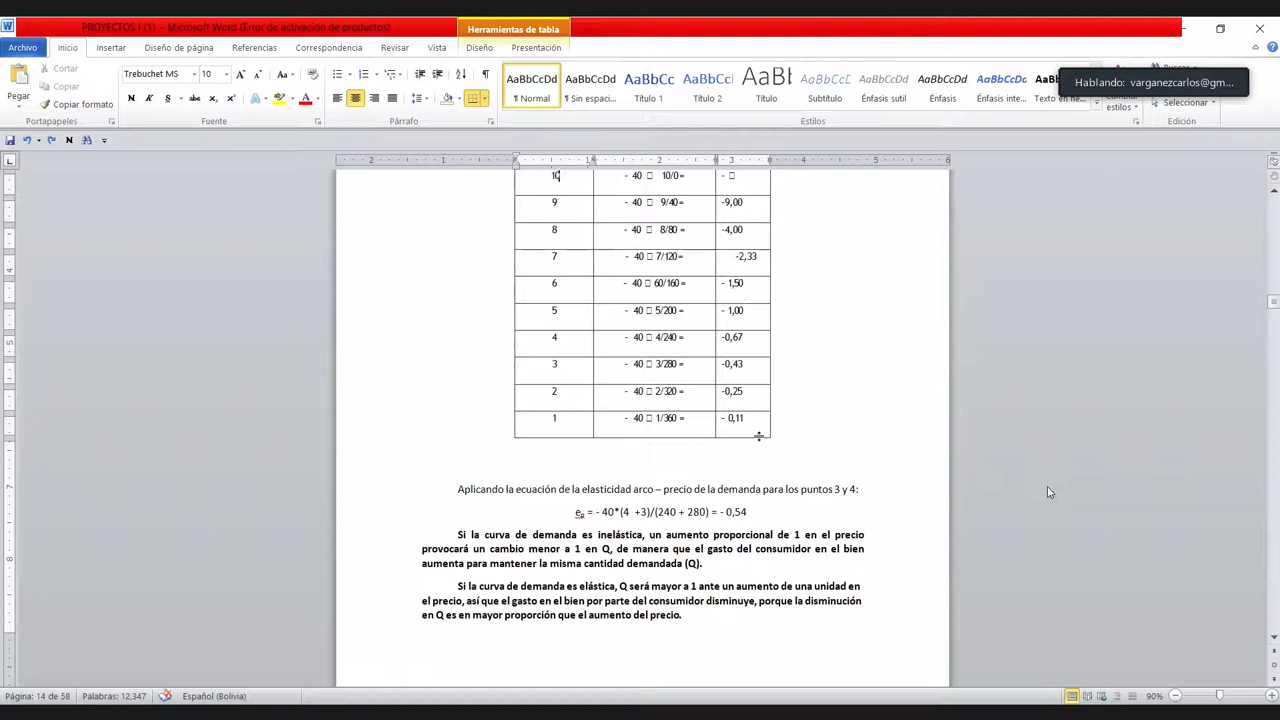 PROYECTOS I (1) - Microsoft Word (Error de activación de productos)
Herramientas de tabla
Archivo Inicio Insertar Diseño de página Referencias Correspondencia Revisar Vista Diseño Presentación
Pegar
Cortar
Copiar
Copiar formato
Portapapeles
Trebuchet MS 10
Fuente
Párrafo
AaBbCcDd AaBbCcDd AaBbCc AaBbCc AaBbCcDd AaBbCcDd AaBbCcDd AaBbCcDd
¶ Normal ¶ Sin espaci... Título 1 Título 2 Título Subtítulo Énfasis sutil Énfasis Énfasis inte...
Estilos
Hablando: varganezcarlos@gm...
estilos
Seleccionar
Edición
2 1 1 2 3 4 5 6
10 - 40 □ 10/0= - □
9 - 40 □ 9/40= -9,00
8 - 40 □ 8/80 = -4,00
7 - 40 □ 7/120= -2,33
6 - 40 □ 60/160= - 1,50
5 - 40 □ 5/200 = - 1,00
4 - 40 □ 4/240 = -0,67
3 - 40 □ 3/280= -0,43
2 - 40 □ 2/320 = -0,25
1 - 40 □ 1/360= - 0,11
Aplicando la ecuación de la elasticidad arco – precio de la demanda para los puntos 3 y 4:
ep = - 40*(4 +3)/(240 + 280) = - 0,54
Si la curva de demanda es inelástica, un aumento proporcional de 1 en el precio
provocará un cambio menor a 1 en Q, de manera que el gasto del consumidor en el bien
aumenta para mantener la misma cantidad demandada (Q).
Si la curva de demanda es elástica, Q será mayor a 1 ante un aumento de una unidad en
el precio, así que el gasto en el bien por parte del consumidor disminuye, porque la disminución
en Q es en mayor proporción que el aumento del precio.
Página: 14 de 58 Palabras: 12,347 Español (Bolivia) 90%